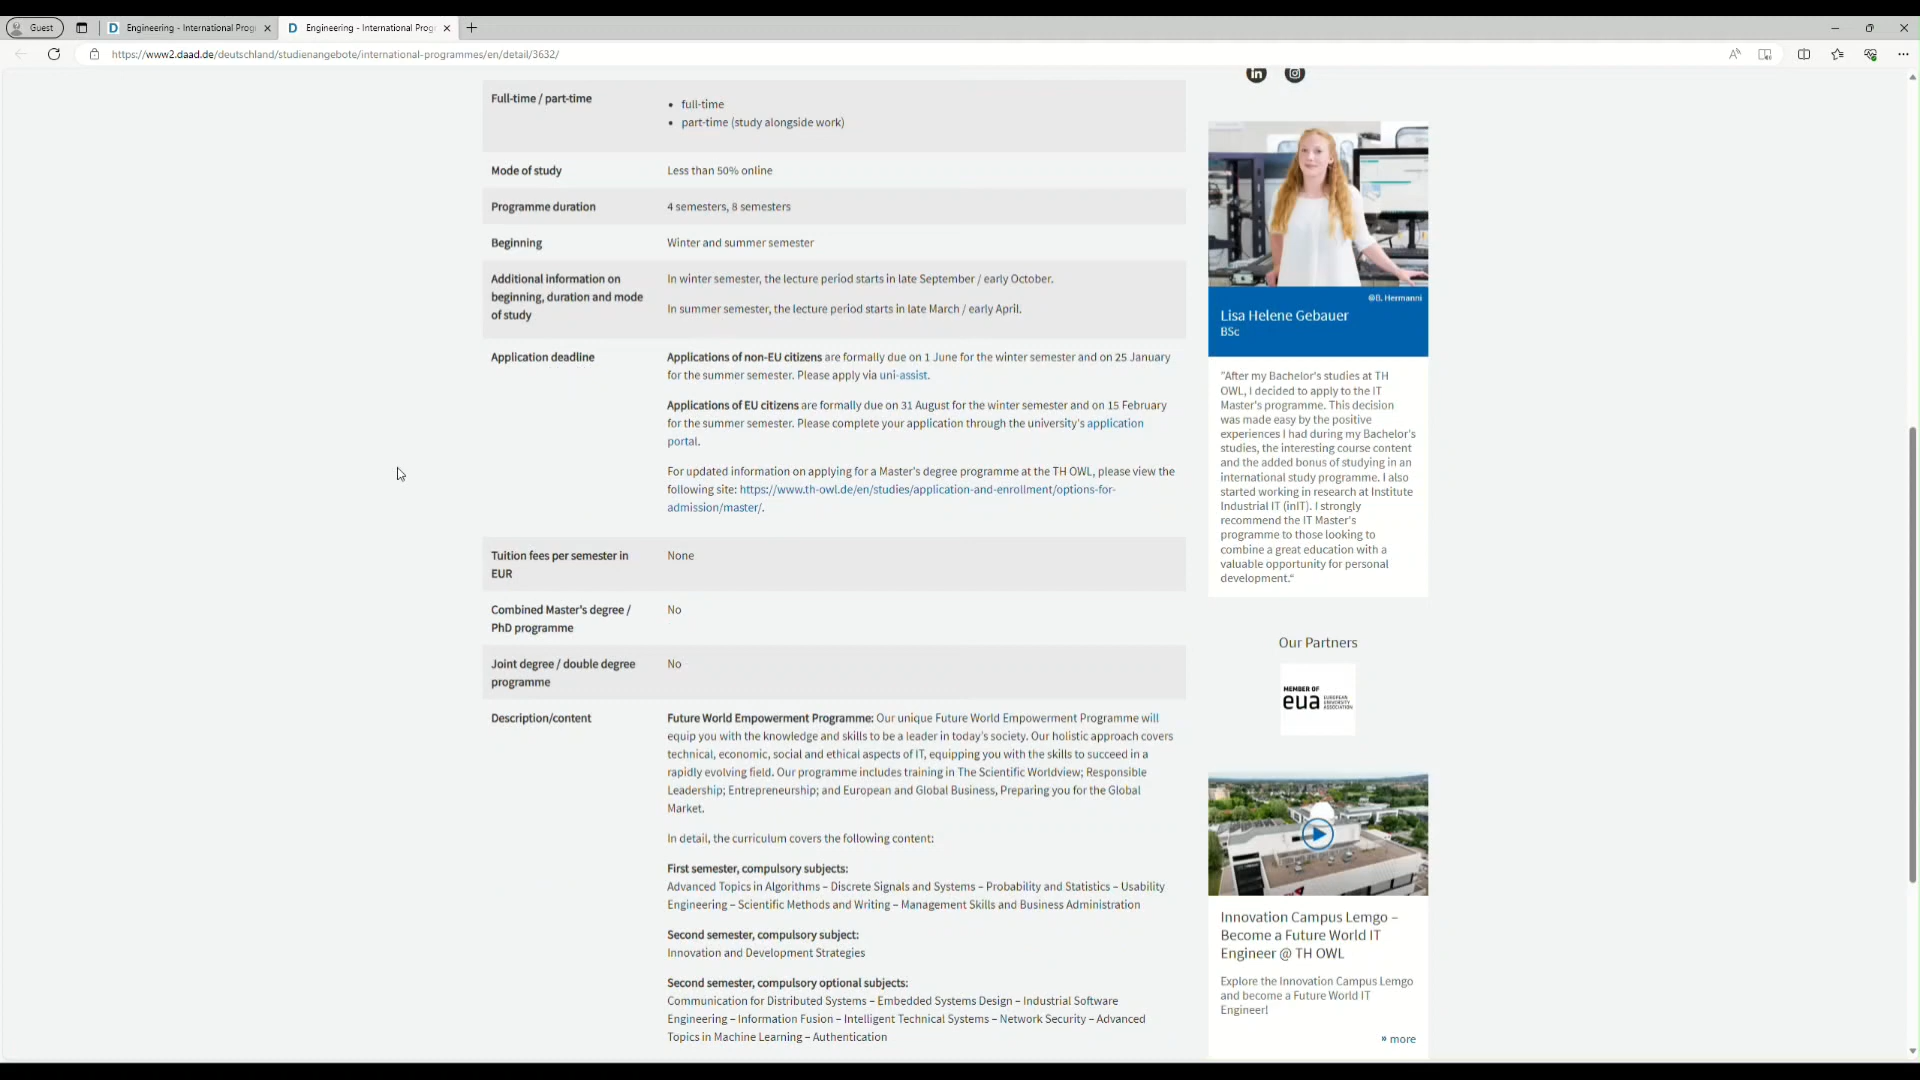 Guest
Engineering - International Prog
Engineering - International Prog
https://www2.daad.de/deutschland/studienangebote/international-programmes/en/detail/3632/
Full-time / part-time
• full-time
• part-time (study alongside work)
Mode of study
Less than 50% online
Programme duration
4 semesters, 8 semesters
Beginning
Winter and summer semester
Additional information on
beginning, duration and mode
of study
In winter semester, the lecture period starts in late September / early October.
In summer semester, the lecture period starts in late March / early April.
Application deadline
Applications of non-EU citizens are formally due on 1 June for the winter semester and on 25 January
for the summer semester. Please apply via uni-assist.
Applications of EU citizens are formally due on 31 August for the winter semester and on 15 February
for the summer semester. Please complete your application through the university's application
portal.
For updated information on applying for a Master's degree programme at the TH OWL, please view the
following site: https://www.th-owl.de/en/studies/application-and-enrollment/options-for-
admission/master/.
Tuition fees per semester in
EUR
None
Combined Master's degree /
PhD programme
No
Joint degree / double degree
programme
No
Description/content
Future World Empowerment Programme: Our unique Future World Empowerment Programme will
equip you with the knowledge and skills to be a leader in today's society. Our holistic approach covers
technical, economic, social and ethical aspects of IT, equipping you with the skills to succeed in a
rapidly evolving field. Our programme includes training in The Scientific Worldview; Responsible
Leadership; Entrepreneurship; and European and Global Business, Preparing you for the Global
Market.
In detail, the curriculum covers the following content:
First semester, compulsory subjects:
Advanced Topics in Algorithms – Discrete Signals and Systems – Probability and Statistics – Usability
Engineering – Scientific Methods and Writing – Management Skills and Business Administration
Second semester, compulsory subject:
Innovation and Development Strategies
Second semester, compulsory optional subjects:
Communication for Distributed Systems – Embedded Systems Design – Industrial Software
Engineering – Information Fusion – Intelligent Technical Systems – Network Security – Advanced
Topics in Machine Learning – Authentication
in
@B. Hermanni
Lisa Helene Gebauer
BSc
"After my Bachelor's studies at TH
OWL, I decided to apply to the IT
Master's programme. This decision
was made easy by the positive
experiences I had during my Bachelor's
studies, the interesting course content
and the added bonus of studying in an
international study programme. I also
started working in research at Institute
Industrial IT (inIT). I strongly
recommend the IT Master's
programme to those looking to
combine a great education with a
valuable opportunity for personal
development.“
Our Partners
MEMBER OF
eua EUROPEAN UNIVERSITY ASSOCIATION
Innovation Campus Lemgo –
Become a Future World IT
Engineer @ TH OWL
Explore the Innovation Campus Lemgo
and become a Future World IT
Engineer!
» more